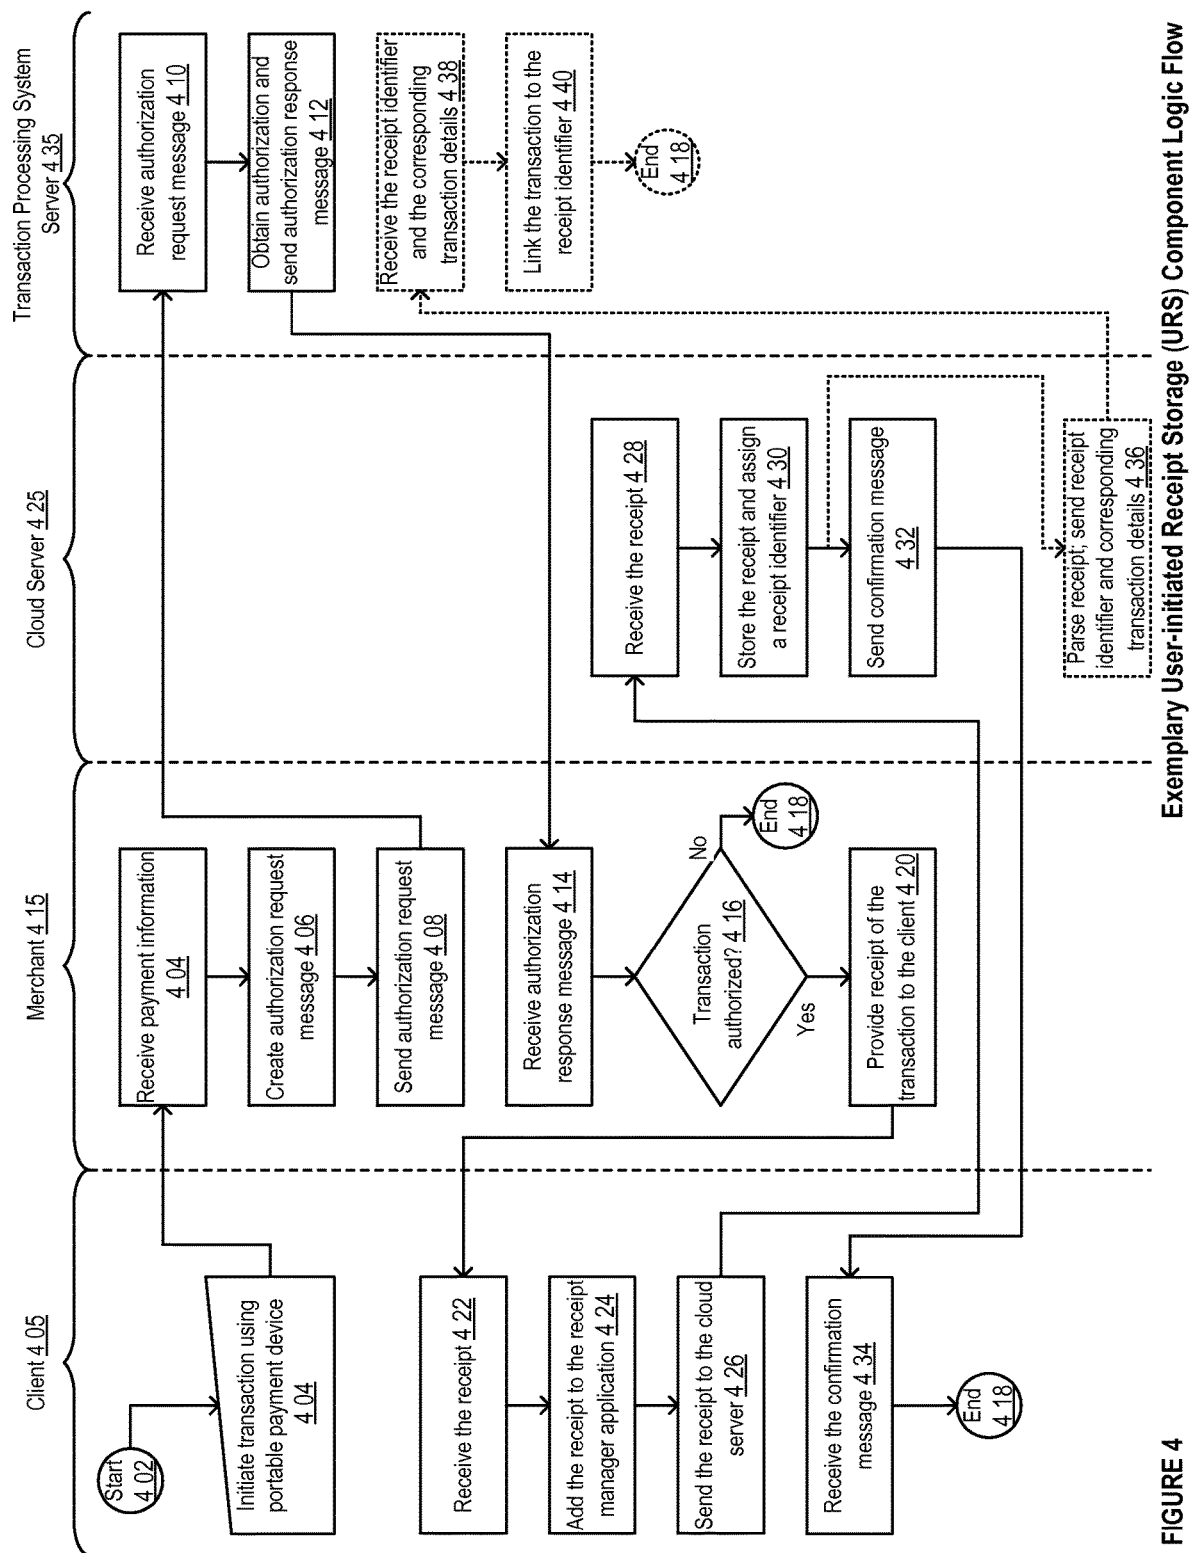 Client 4 05
Start
4 02
Initiate transaction using
portable payment device
4 04
Receive the receipt 4 22
Add the receipt to the receipt
manager application 4 24
Send the receipt to the cloud
server 4 26
Receive the confirmation
message 4 34
End
4 18
Merchant 4 15
Receive payment information
4 04
Create authorization request
message 4 06
Send authorization request
message 4 08
Receive authorization
response message 4 14
Transaction
authorized? 4 16
No
End
4 18
Yes
Provide receipt of the
transaction to the client 4 20
Cloud Server 4 25
Receive the receipt 4 28
Store the receipt and assign
a receipt identifier 4 30
Send confirmation message
4 32
Parse receipt; send receipt
identifier and corresponding
transaction details 4 36
Transaction Processing System
Server 4 35
Receive authorization
request message 4 10
Obtain authorization and
send authorization response
message 4 12
Receive the receipt identifier
and the corresponding
transaction details 4 38
Link the transaction to the
receipt identifier 4 40
End
4 18
FIGURE 4
Exemplary User-initiated Receipt Storage (URS) Component Logic Flow